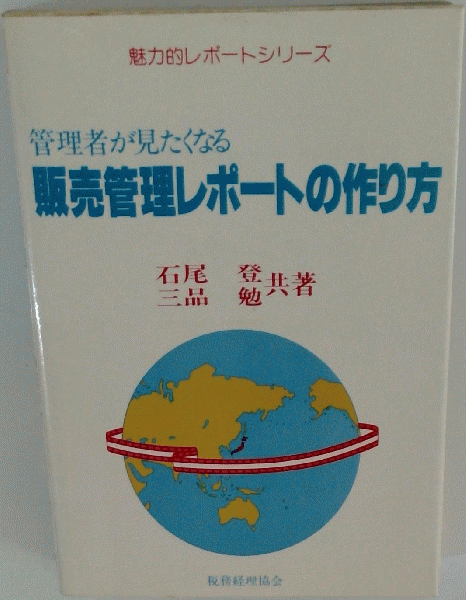 魅力的レポートシリーズ
管理者が見たくなる
販売管理レポートの作り方
石尾 登
三品 勉 共著
税務経理協会